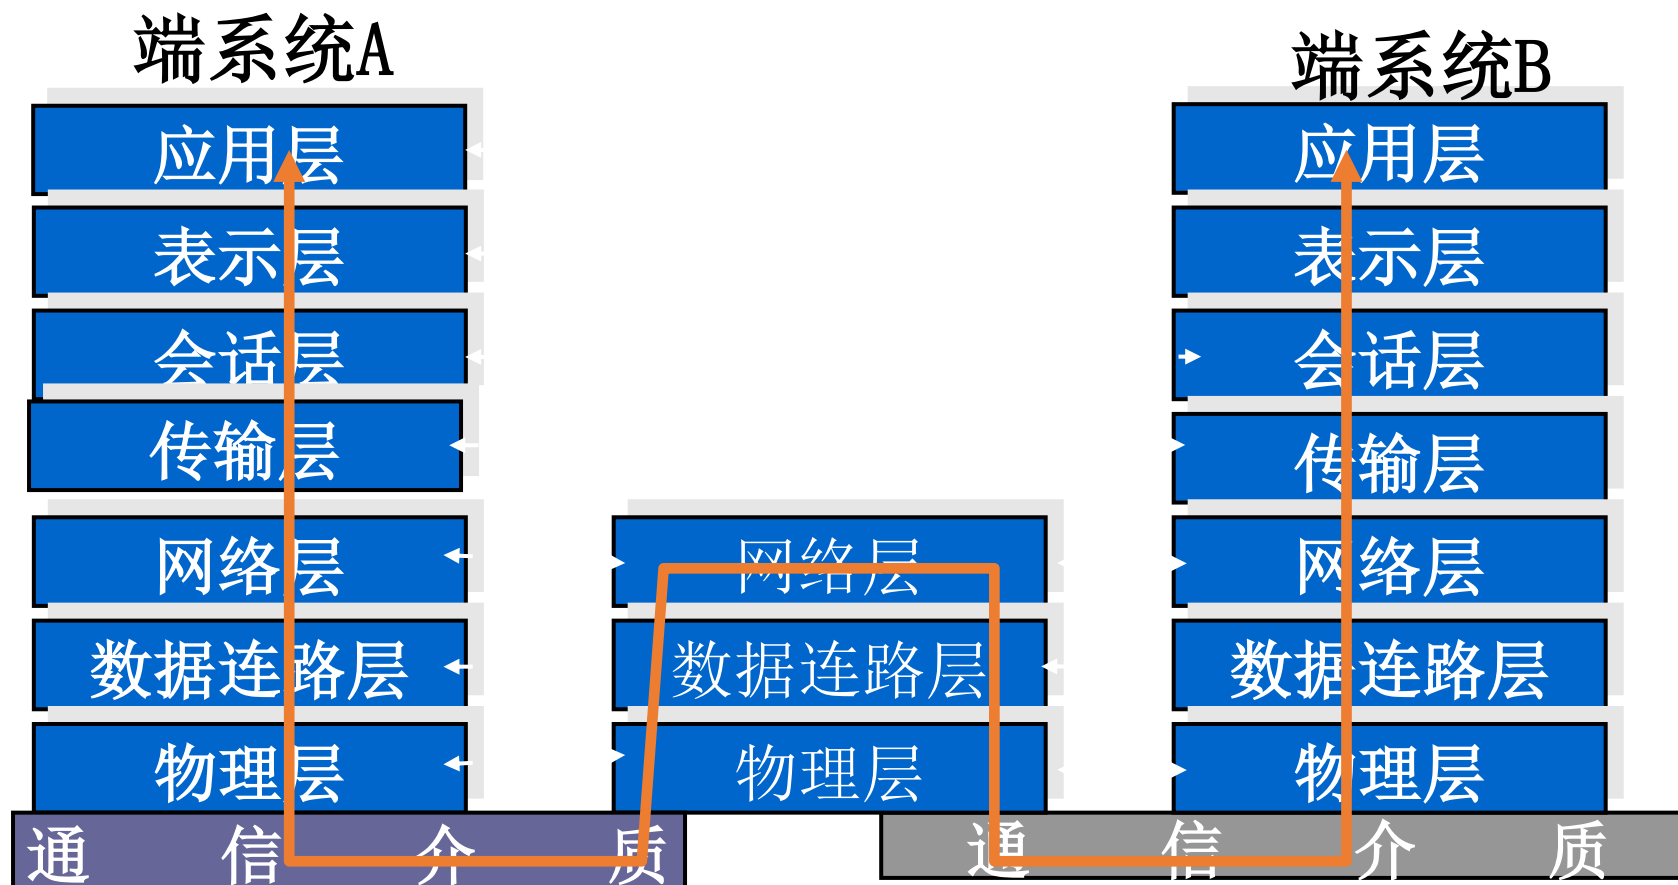 端系统A
端系统B
应用层
应用层
表示层
表示层
会话层
会话层
传输层
传输层
网络层
网络层
网络层
数据连路层
数据连路层
数据连路层
物理层
物理层
物理层
通 信 介 质
通 信 介 质